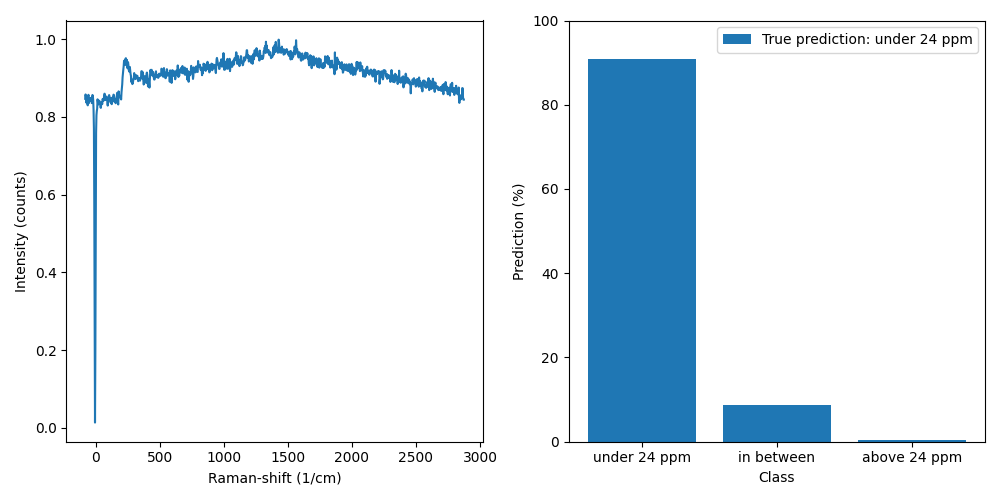 1.0
0.8
0.6
0.4
0.2
0.0
Intensity (counts)
0 500 1000 1500 2000 2500 3000
Raman-shift (1/cm)
100
80
60
40
20
0
Prediction (%)
True prediction: under 24 ppm
under 24 ppm in between above 24 ppm
Class